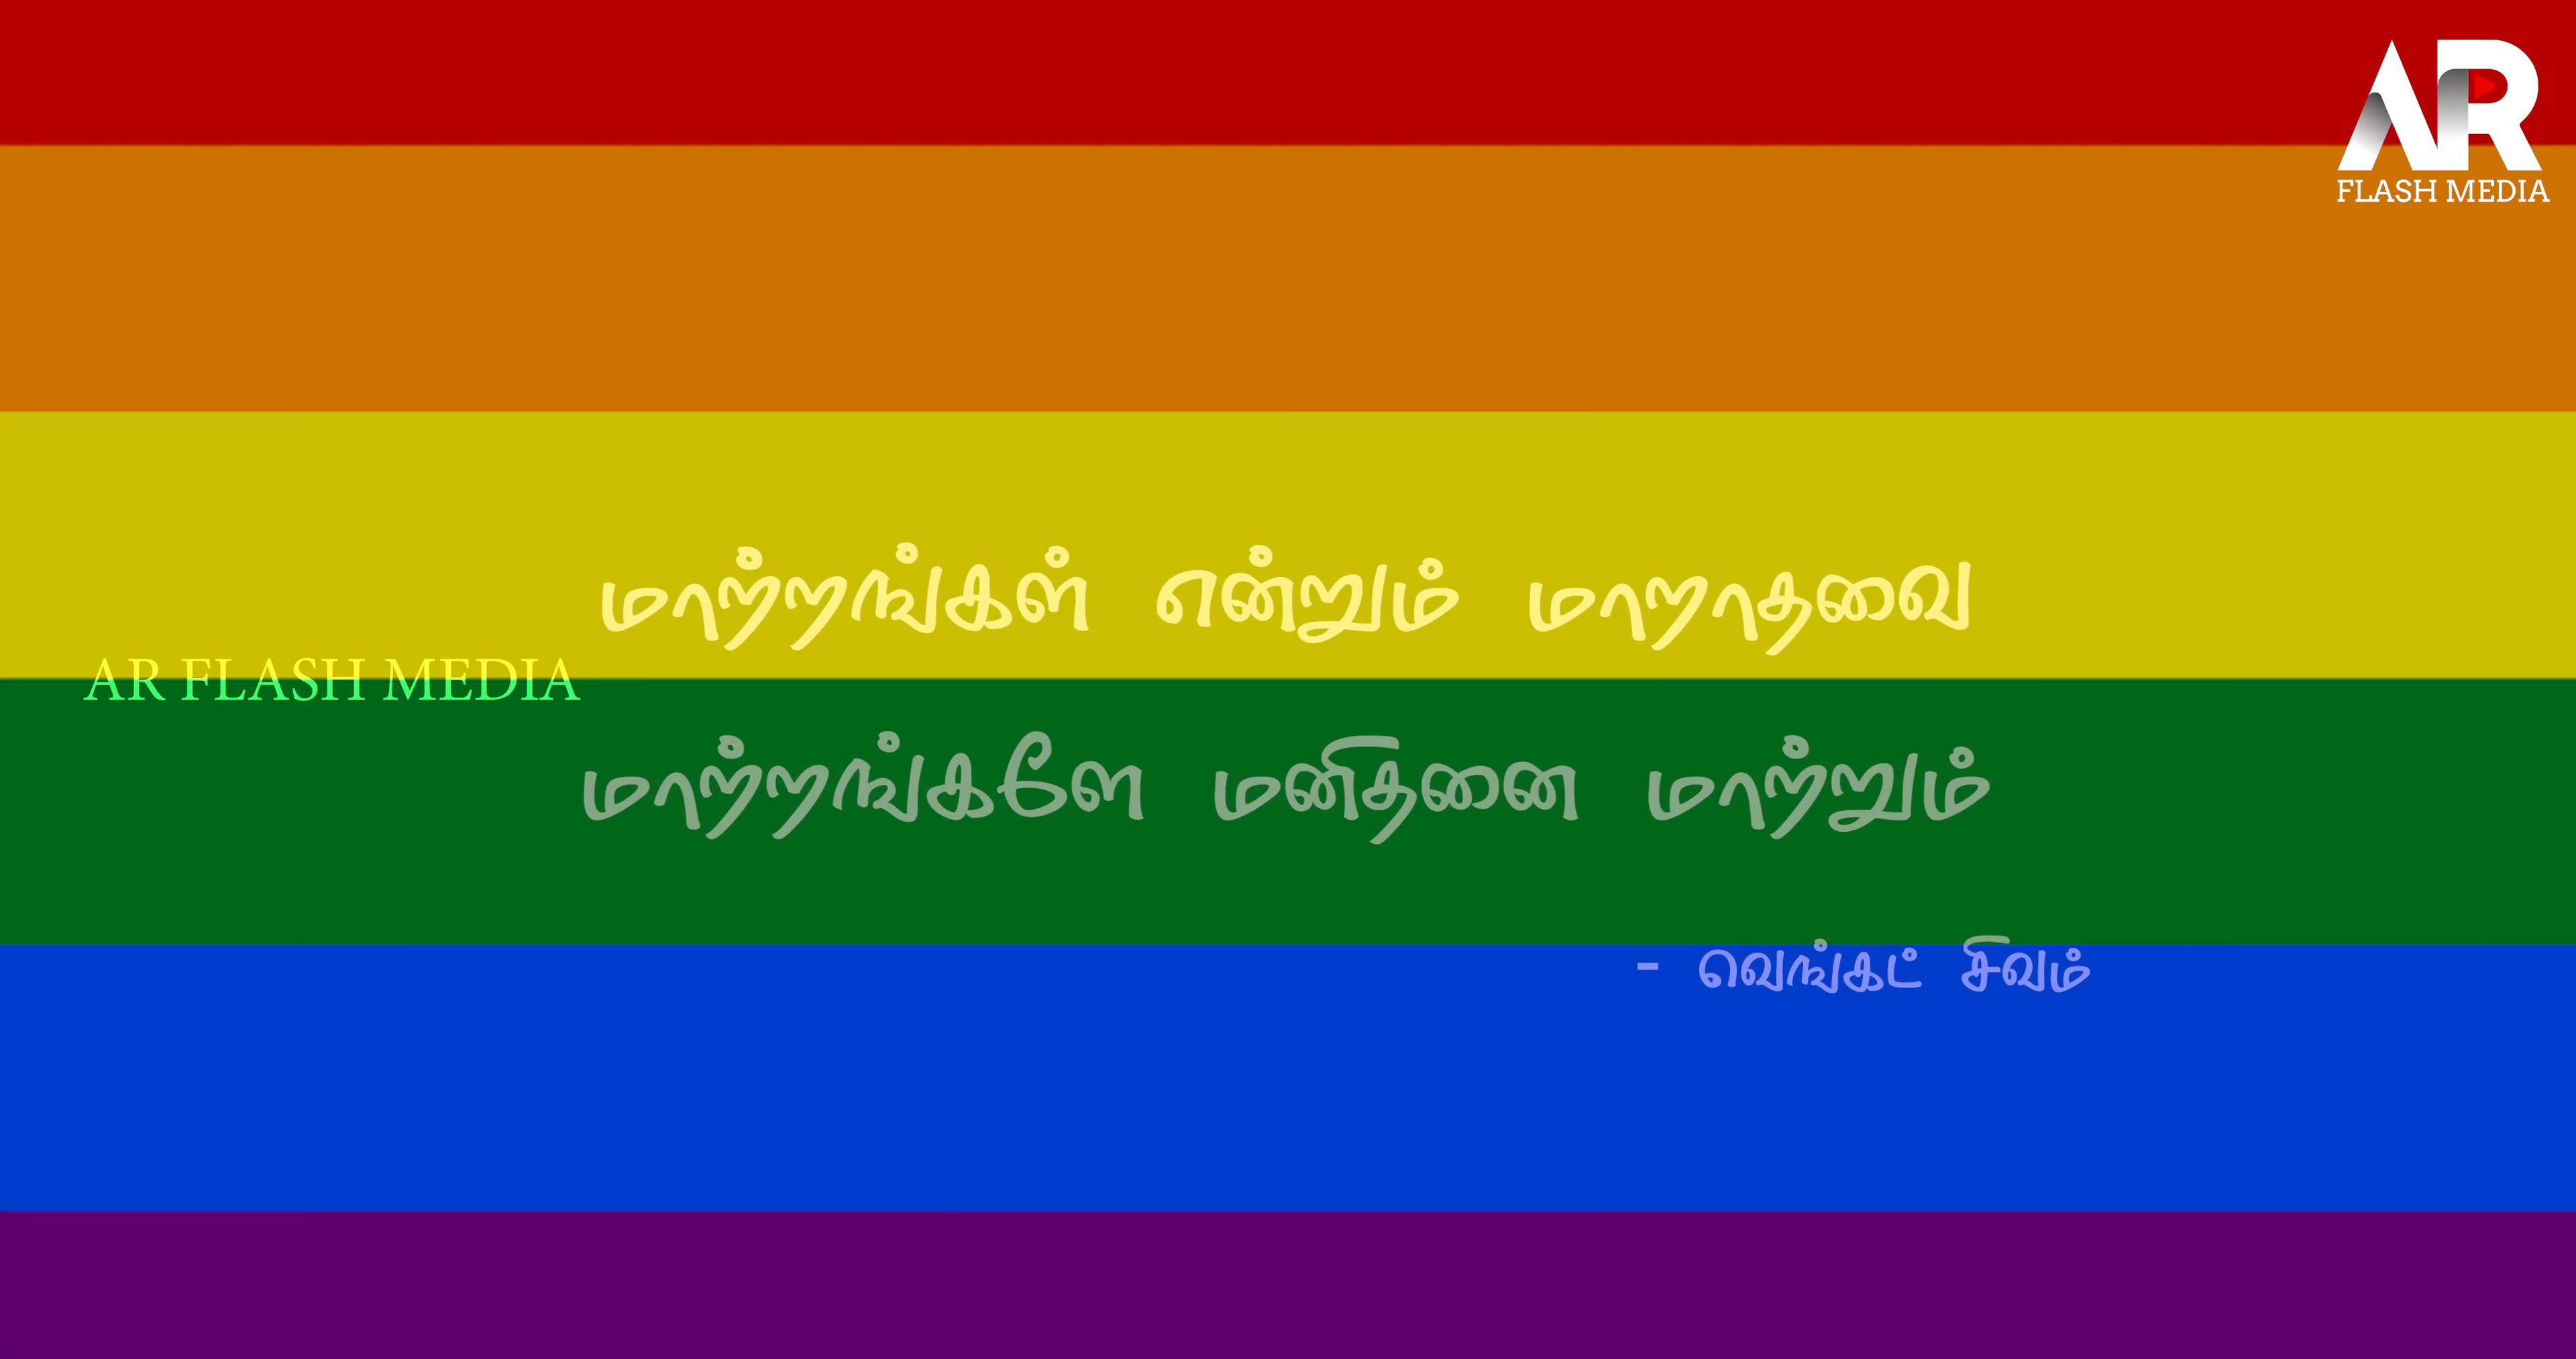 AR
FLASH MEDIA
மாற்றங்கள் என்றும் மாறாதவை
AR FLASH MEDIA
மாற்றங்களே மனிதனை மாற்றும்
- வெங்கட் சிவம்